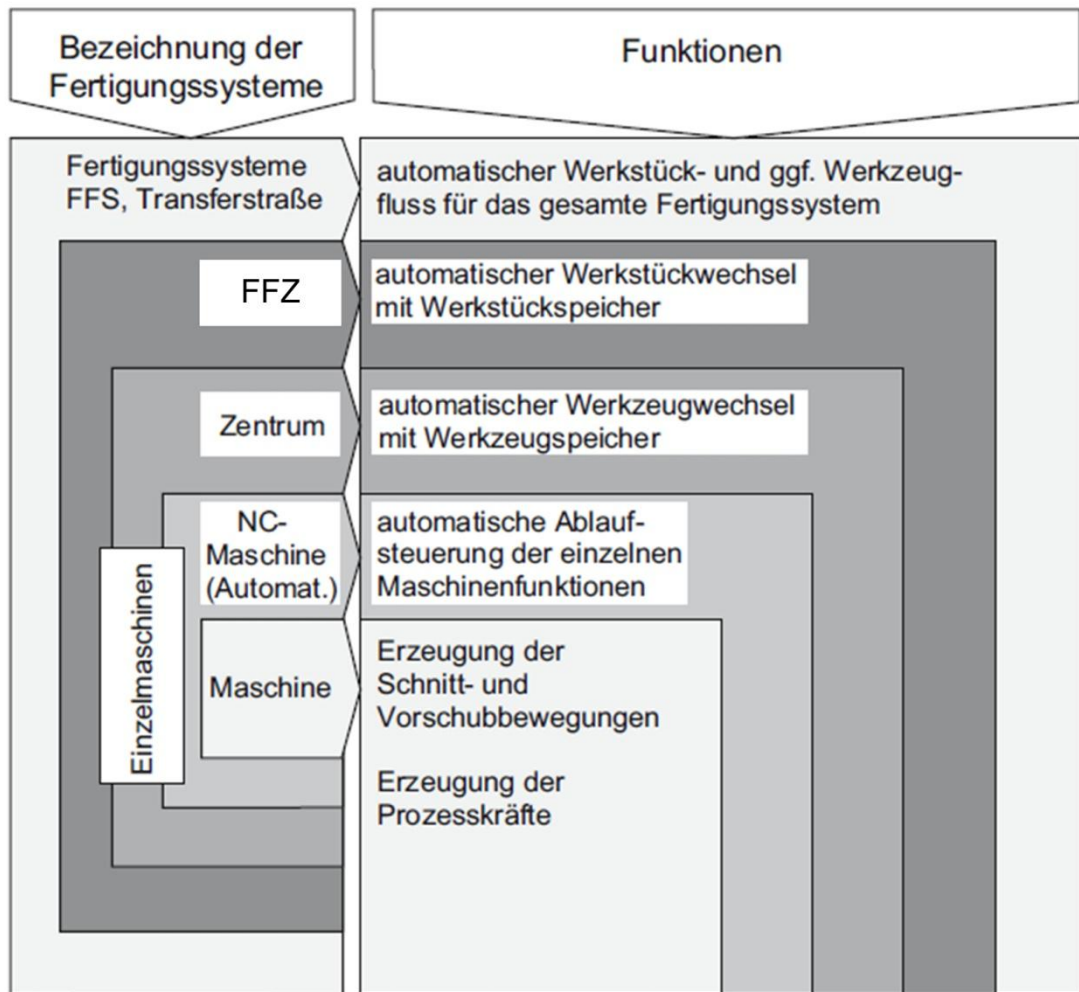 Bezeichnung der
Fertigungssysteme
Funktionen
Fertigungssysteme
FFS, Transferstraße
automatischer Werkstück- und ggf. Werkzeug-
fluss für das gesamte Fertigungssystem
FFZ
automatischer Werkstückwechsel
mit Werkstückspeicher
Zentrum
automatischer Werkzeugwechsel
mit Werkzeugspeicher
NC-
Maschine
(Automat.)
automatische Ablauf-
steuerung der einzelnen
Maschinenfunktionen
Einzelmaschinen
Maschine
Erzeugung der
Schnitt- und
Vorschubbewegungen
Erzeugung der
Prozesskräfte